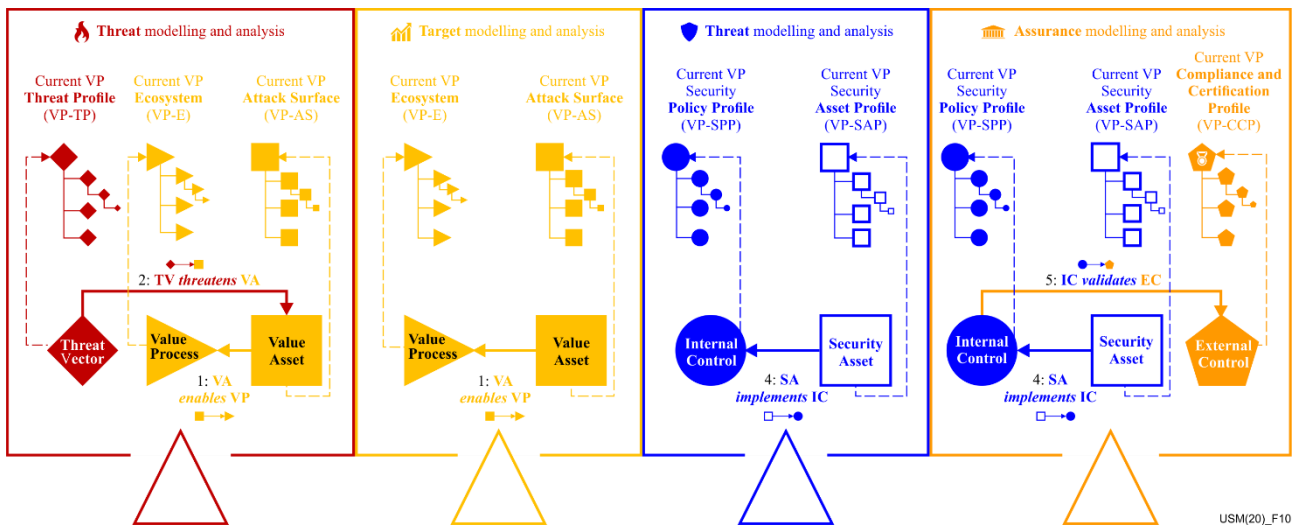 Threat modelling and analysis
Current VP
Threat Profile
(VP-TP)
Current VP
Ecosystem
(VP-E)
Current VP
Attack Surface
(VP-AS)
2: TV threatens VA
Threat
Vector
Value
Process
Value
Asset
1: VA
enables VP
Target modelling and analysis
Current VP
Ecosystem
(VP-E)
Current VP
Attack Surface
(VP-AS)
Value
Process
Value
Asset
1: VA
enables VP
Threat modelling and analysis
Current VP
Security
Policy Profile
(VP-SPP)
Current VP
Security
Asset Profile
(VP-SAP)
Internal
Control
Security
Asset
4: SA
implements IC
Assurance modelling and analysis
Current VP
Security
Policy Profile
(VP-SPP)
Current VP
Security
Asset Profile
(VP-SAP)
Current VP
Compliance and
Certification
Profile
(VP-CCP)
5: IC validates EC
Internal
Control
Security
Asset
External
Control
4: SA
implements IC
USM(20)_F10